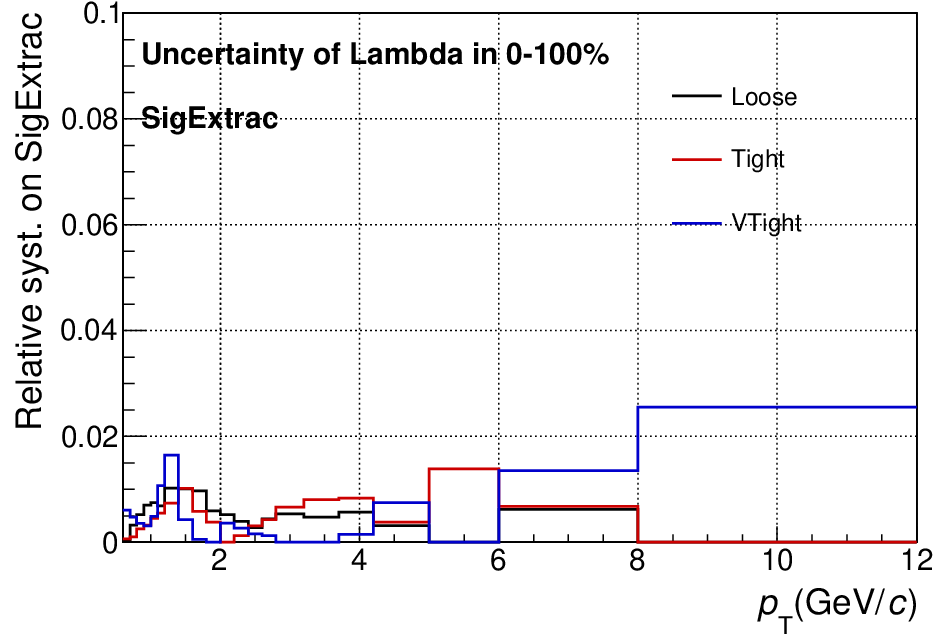 Relative syst. on SigExtrac
0.1
0.08
0.06
0.04
0.02
0
Uncertainty of Lambda in 0-100%
SigExtrac
Loose
Tight
VTight
2 4 6 8 10 12
pT(GeV/c)